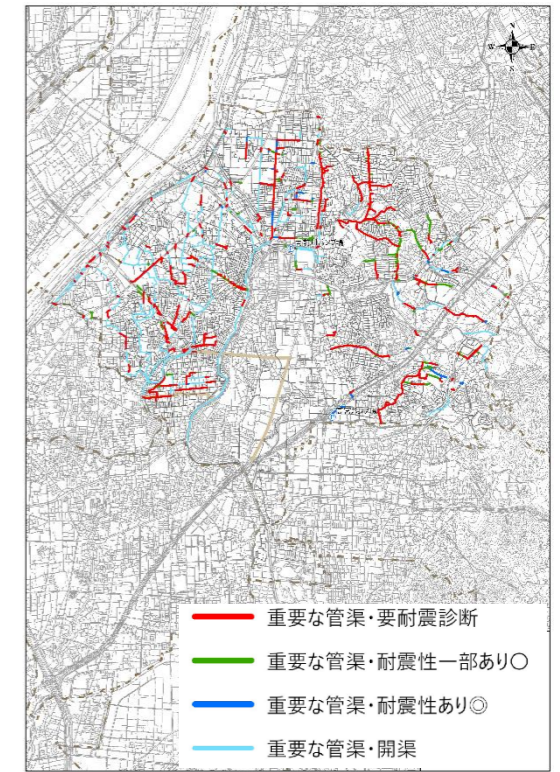 N
W E
S
重要な管渠・要耐震診断
重要な管渠・耐震性一部あり○
重要な管渠・耐震性あり◎
重要な管渠・開渠